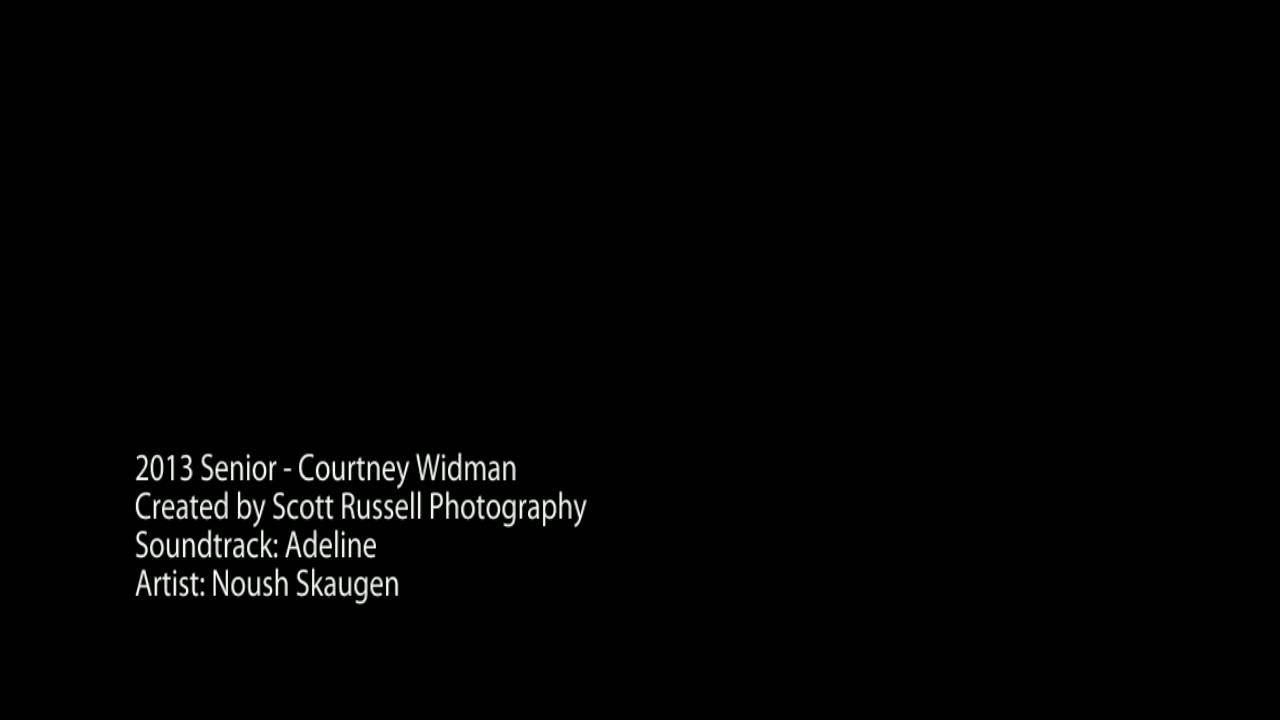 2013 Senior - Courtney Widman
Created by Scott Russell Photography
Soundtrack: Adeline
Artist: Noush Skaugen